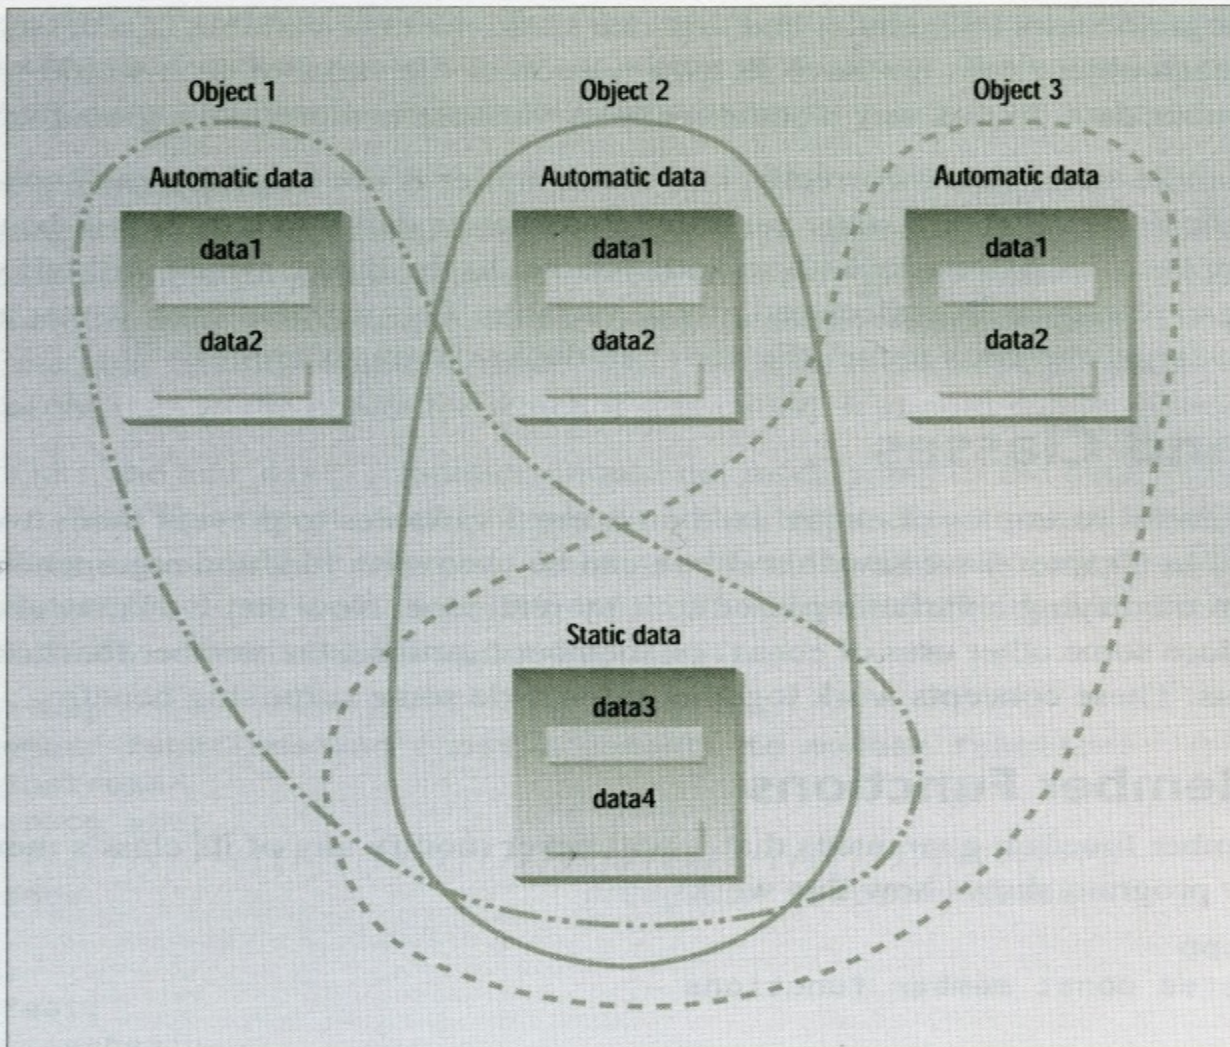 Object 1
Object 2
Object 3
Automatic data
Automatic data
Automatic data
data1
data1
data1
data2
data2
data2
Static data
data3
data4